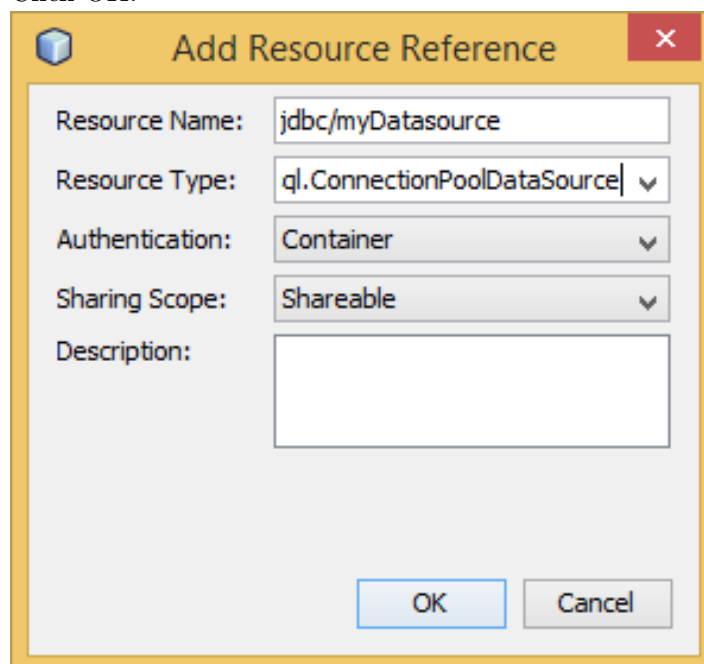 Add Resource Reference
Resource Name: jdbc/myDatasource
Resource Type: ql.ConnectionPoolDataSource
Authentication: Container
Sharing Scope: Shareable
Description:
OK Cancel